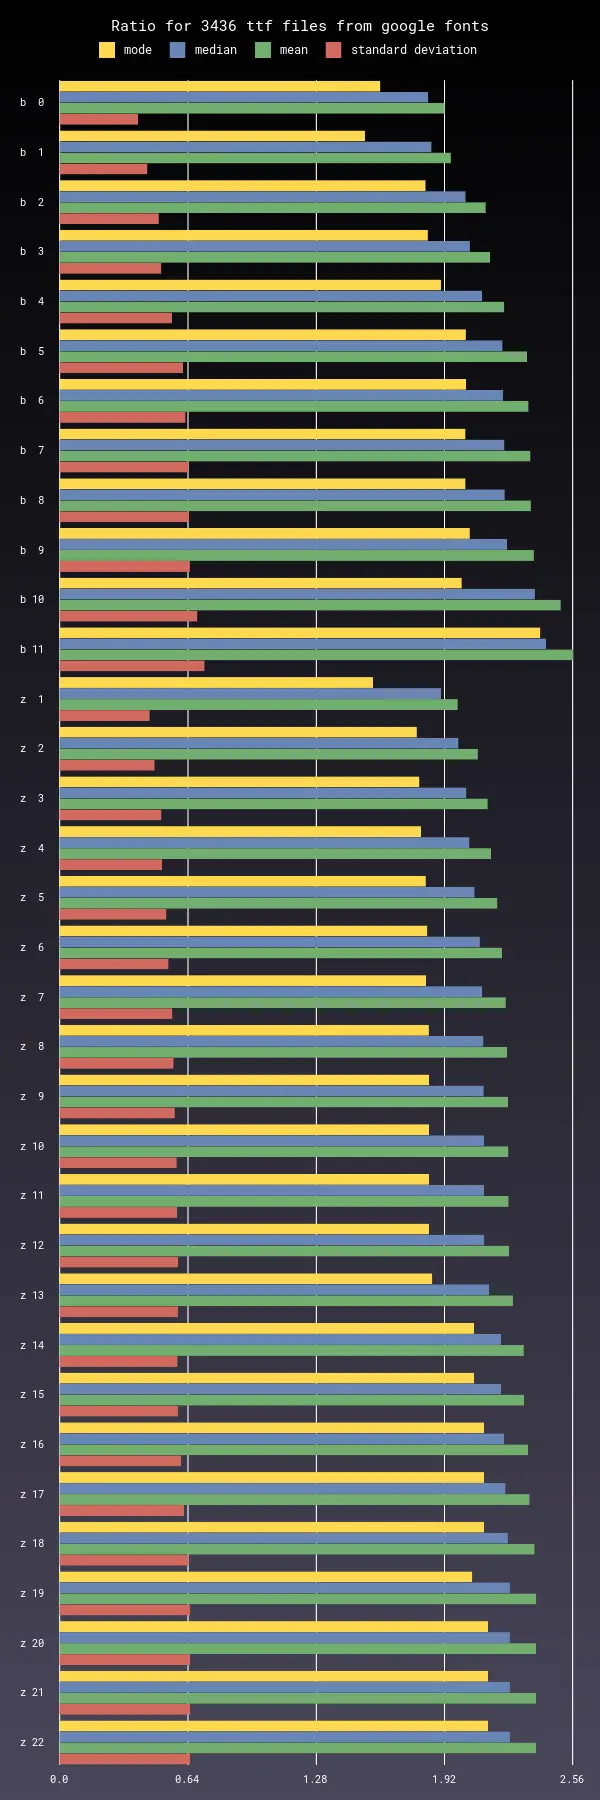 Ratio for 3436 ttf files from google fonts
mode median mean standard deviation
b 0
b 1
b 2
b 3
b 4
b 5
b 6
b 7
b 8
b 9
b 10
b 11
z 1
z 2
z 3
z 4
z 5
z 6
z 7
z 8
z 9
z 10
z 11
z 12
z 13
z 14
z 15
z 16
z 17
z 18
z 19
z 20
z 21
z 22
0.0 0.64 1.28 1.92 2.56